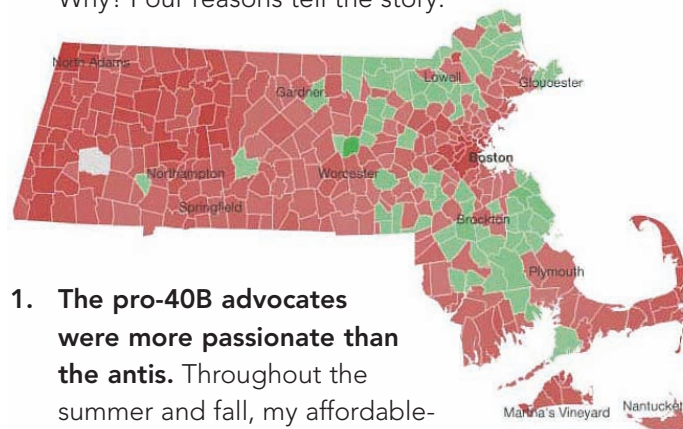 Why? Four reasons tell the story.
North Adams
Lowell
Gloucester
Gardner
Boston
Northampton
Worcester
Springfield
Brockton
Plymouth
1. The pro-40B advocates
were more passionate than
the antis. Throughout the
summer and fall, my affordable-
Martha's Vineyard
Nantucket